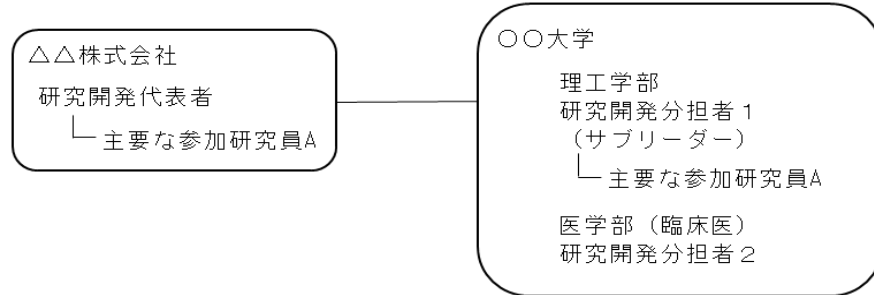 △△株式会社
研究開発代表者
主要な参加研究員A
○○大学
理工学部
研究開発分担者1
(サブリーダー)
主要な参加研究員A
医学部(臨床医)
研究開発分担者2